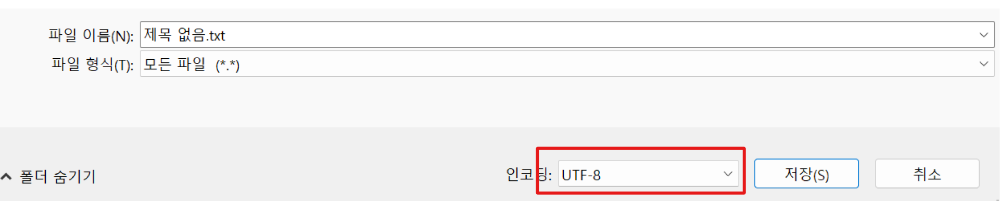 파일 이름(N): 제목 없음.txt
파일 형식(T): 모든 파일 (*.*)
폴더 숨기기 인코딩: UTF-8 저장(S) 취소